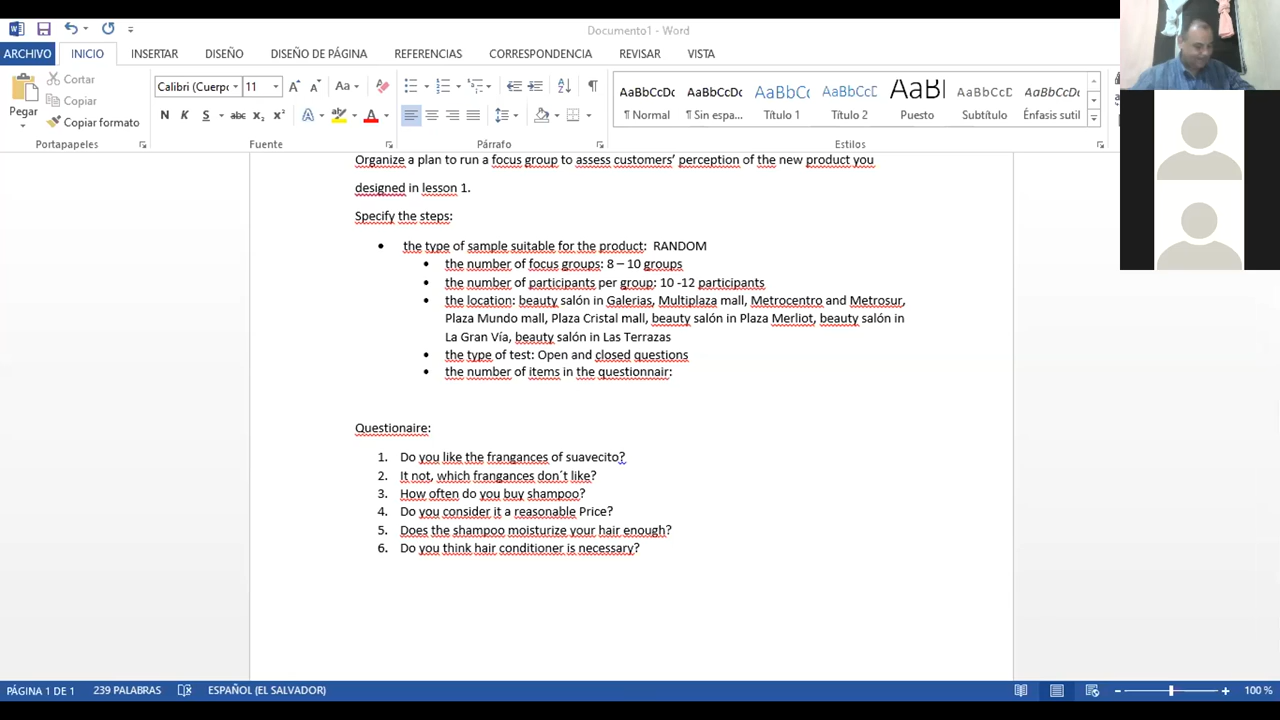 Documento1 - Word
ARCHIVO INICIO INSERTAR DISEÑO DISEÑO DE PÁGINA REFERENCIAS CORRESPONDENCIA REVISAR VISTA
Pegar
Cortar
Copiar
Copiar formato
Portapapeles
Calibri (Cuerp 11
N K S abc x₂ x²
Fuente
Párrafo
AaBbCcDc AaBbCcDc AaBbCc AaBbCcD AaBl AaBbCcD AaBbCcDc
¶ Normal ¶ Sin espa... Título 1 Título 2 Puesto Subtítulo Énfasis sutil
Estilos
Organize a plan to run a focus group to assess customers’ perception of the new product you
designed in lesson 1.
Specify the steps:
• the type of sample suitable for the product: RANDOM
• the number of focus groups: 8 – 10 groups
• the number of participants per group: 10 -12 participants
• the location: beauty salón in Galerias, Multiplaza mall, Metrocentro and Metrosur,
Plaza Mundo mall, Plaza Cristal mall, beauty salón in Plaza Merliot, beauty salón in
La Gran Vía, beauty salón in Las Terrazas
• the type of test: Open and closed questions
• the number of items in the questionnair:
Questionaire:
1. Do you like the frangances of suavecito?
2. It not, which frangances don´t like?
3. How often do you buy shampoo?
4. Do you consider it a reasonable Price?
5. Does the shampoo moisturize your hair enough?
6. Do you think hair conditioner is necessary?
PÁGINA 1 DE 1 239 PALABRAS ESPAÑOL (EL SALVADOR) 100 %